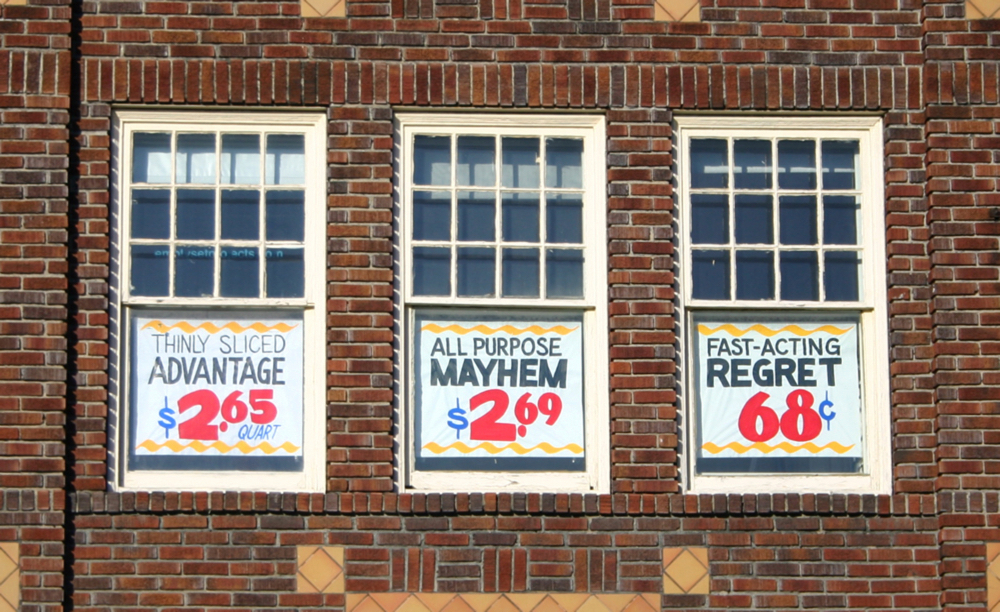 THINLY SLICED
ADVANTAGE
$2.65
QUART
ALL PURPOSE
MAYHEM
$2.69
FAST-ACTING
REGRET
68¢